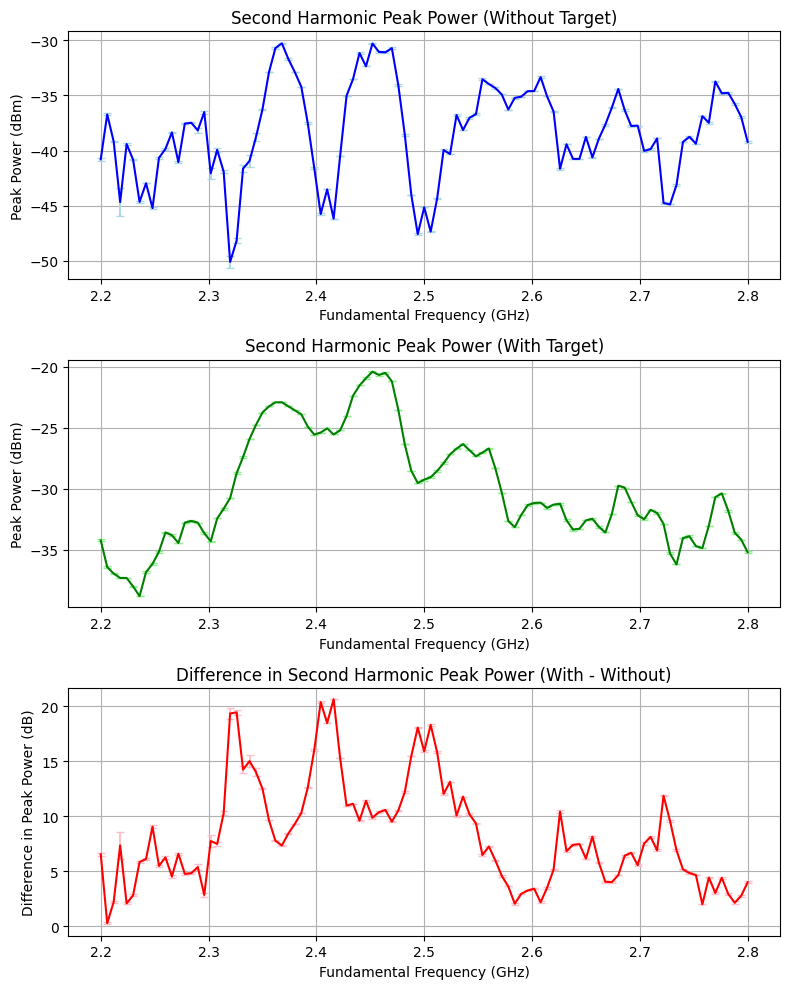 Second Harmonic Peak Power (Without Target)
Peak Power (dBm)
−30
−35
−40
−45
−50
2.2 2.3 2.4 2.5 2.6 2.7 2.8
Fundamental Frequency (GHz)
Second Harmonic Peak Power (With Target)
Peak Power (dBm)
−20
−25
−30
−35
2.2 2.3 2.4 2.5 2.6 2.7 2.8
Fundamental Frequency (GHz)
Difference in Second Harmonic Peak Power (With - Without)
Difference in Peak Power (dB)
20
15
10
5
0
2.2 2.3 2.4 2.5 2.6 2.7 2.8
Fundamental Frequency (GHz)